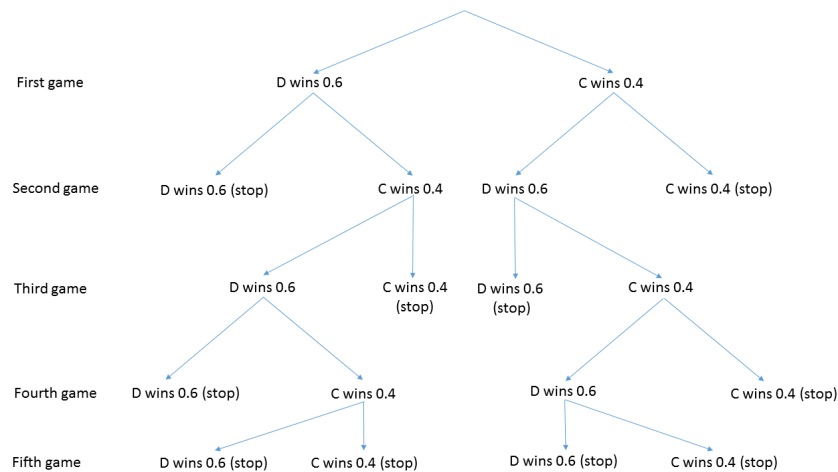 First game
D wins 0.6
C wins 0.4
Second game
D wins 0.6 (stop)
C wins 0.4
D wins 0.6
C wins 0.4 (stop)
Third game
D wins 0.6
C wins 0.4
(stop)
D wins 0.6
(stop)
C wins 0.4
Fourth game
D wins 0.6 (stop)
C wins 0.4
D wins 0.6
C wins 0.4 (stop)
Fifth game
D wins 0.6 (stop)
C wins 0.4 (stop)
D wins 0.6 (stop)
C wins 0.4 (stop)